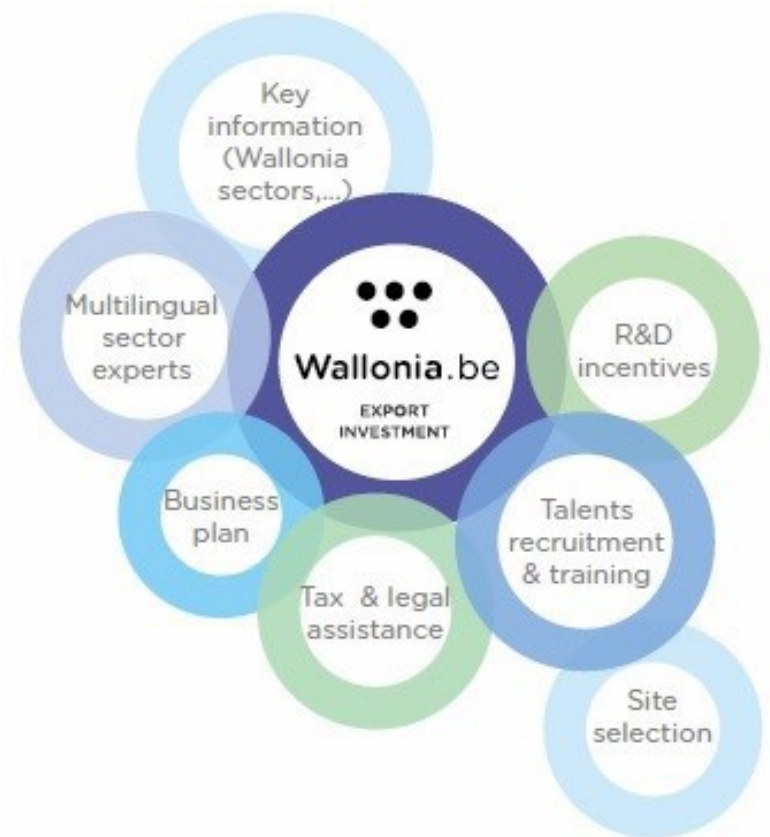 Key
information
(Wallonia
sectors,...)
Multilingual
sector
experts
Wallonia.be
EXPORT
INVESTMENT
R&D
incentives
Business
plan
Talents
recruitment
& training
Tax & legal
assistance
Site
selection